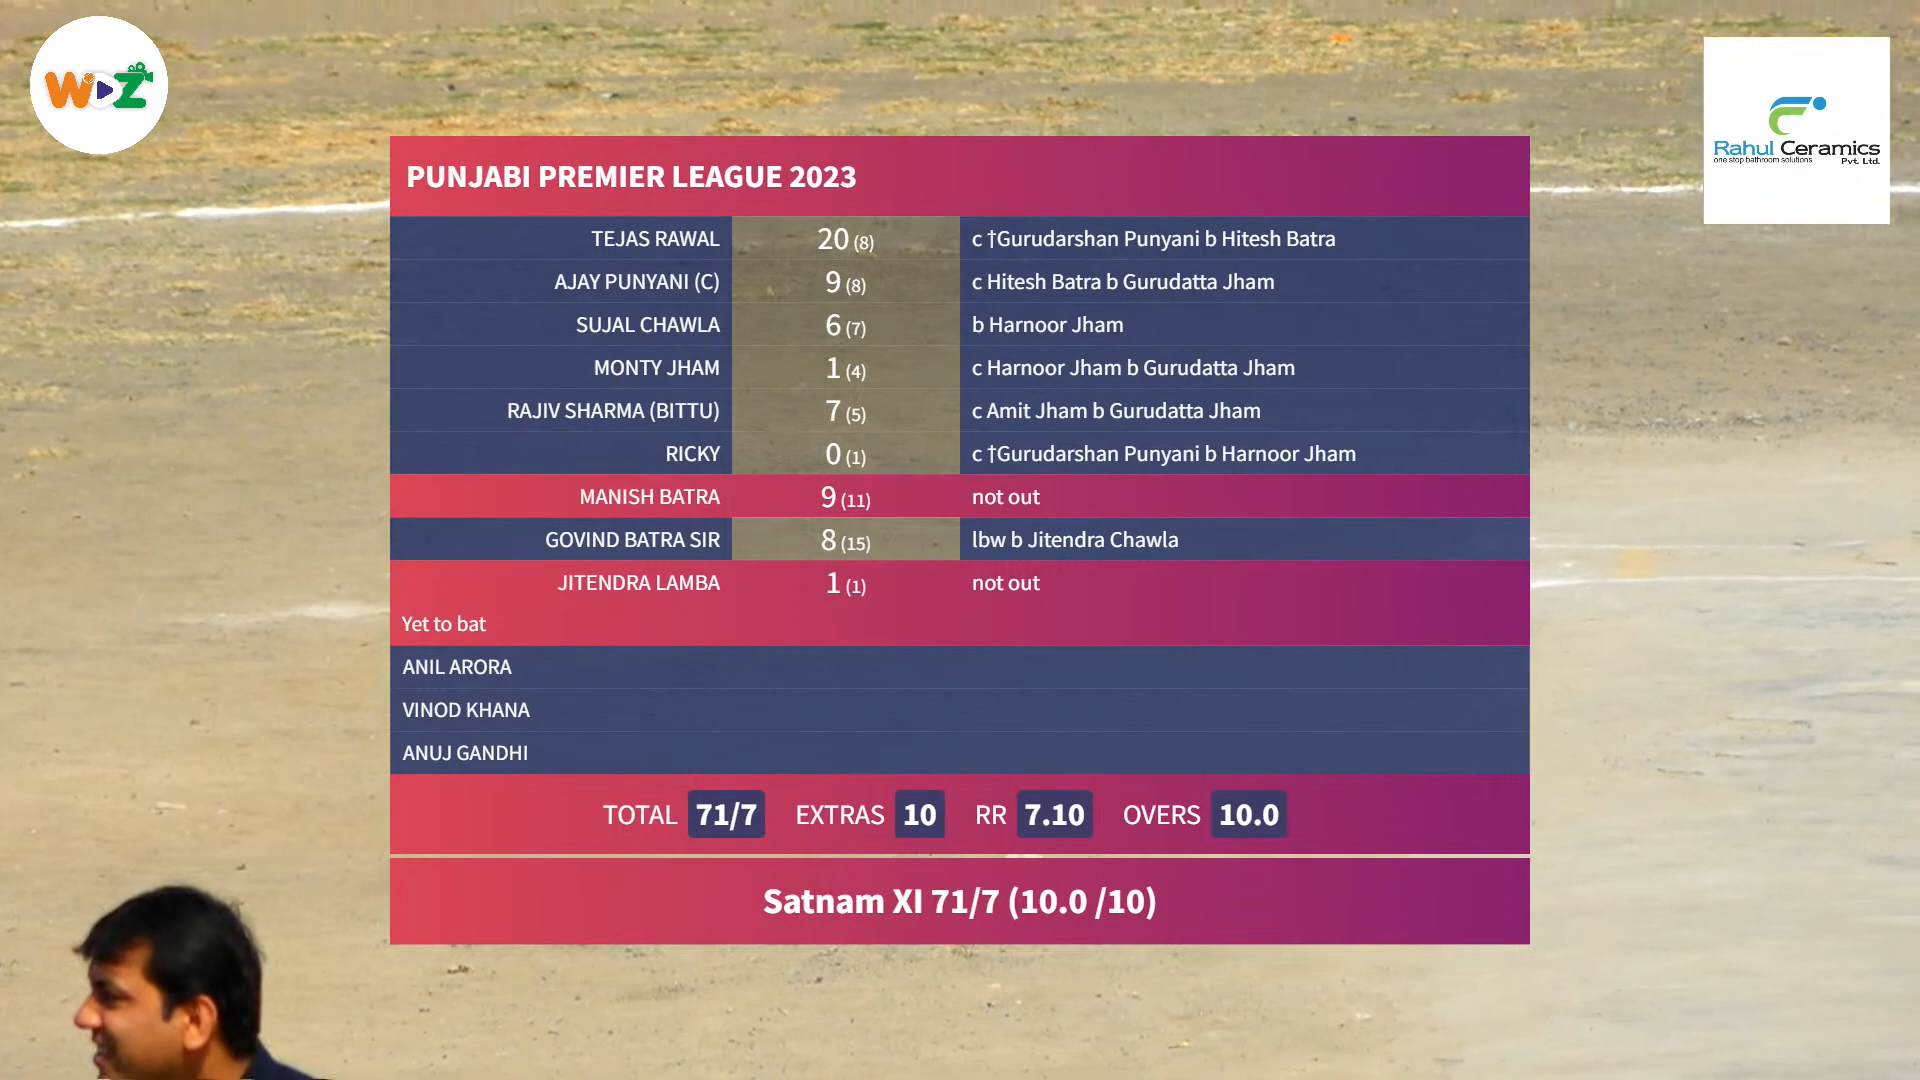 WDZ
Rahul Ceramics
one stop bathroom solutions Pvt. Ltd.
PUNJABI PREMIER LEAGUE 2023
TEJAS RAWAL 20 (8) c †Gurudarshan Punyani b Hitesh Batra
AJAY PUNYANI (C) 9 (8) c Hitesh Batra b Gurudatta Jham
SUJAL CHAWLA 6 (7) b Harnoor Jham
MONTY JHAM 1 (4) c Harnoor Jham b Gurudatta Jham
RAJIV SHARMA (BITTU) 7 (5) c Amit Jham b Gurudatta Jham
RICKY 0 (1) c †Gurudarshan Punyani b Harnoor Jham
MANISH BATRA 9 (11) not out
GOVIND BATRA SIR 8 (15) lbw b Jitendra Chawla
JITENDRA LAMBA 1 (1) not out
Yet to bat
ANIL ARORA
VINOD KHANA
ANUJ GANDHI
TOTAL 71/7 EXTRAS 10 RR 7.10 OVERS 10.0
Satnam XI 71/7 (10.0 /10)